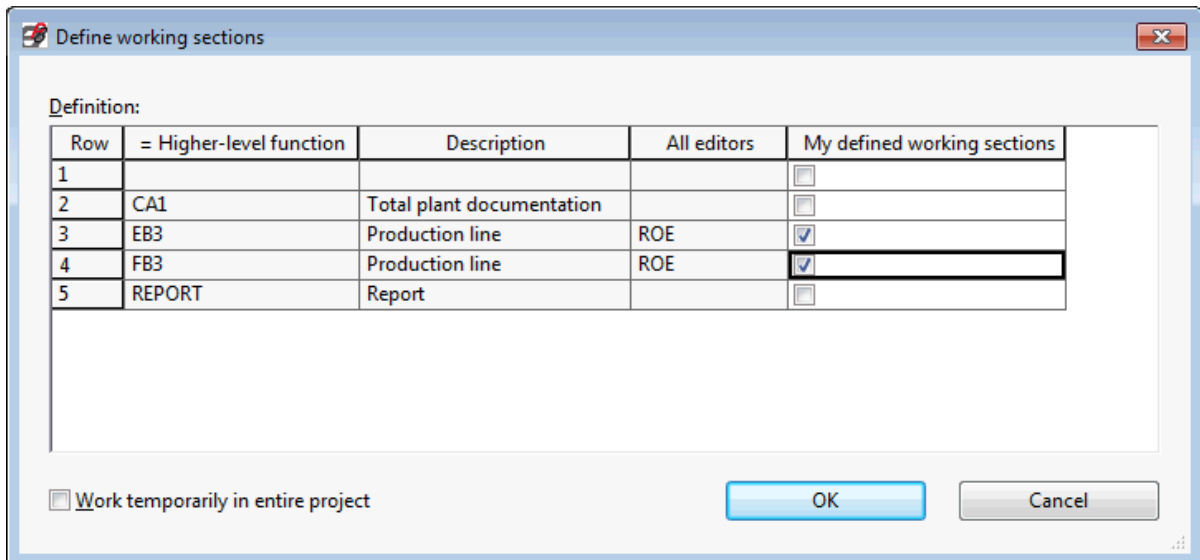 Define working sections
Definition:
Row = Higher-level function Description All editors My defined working sections
1
2 CA1 Total plant documentation
3 EB3 Production line ROE
4 FB3 Production line ROE
5 REPORT Report
Work temporarily in entire project OK Cancel